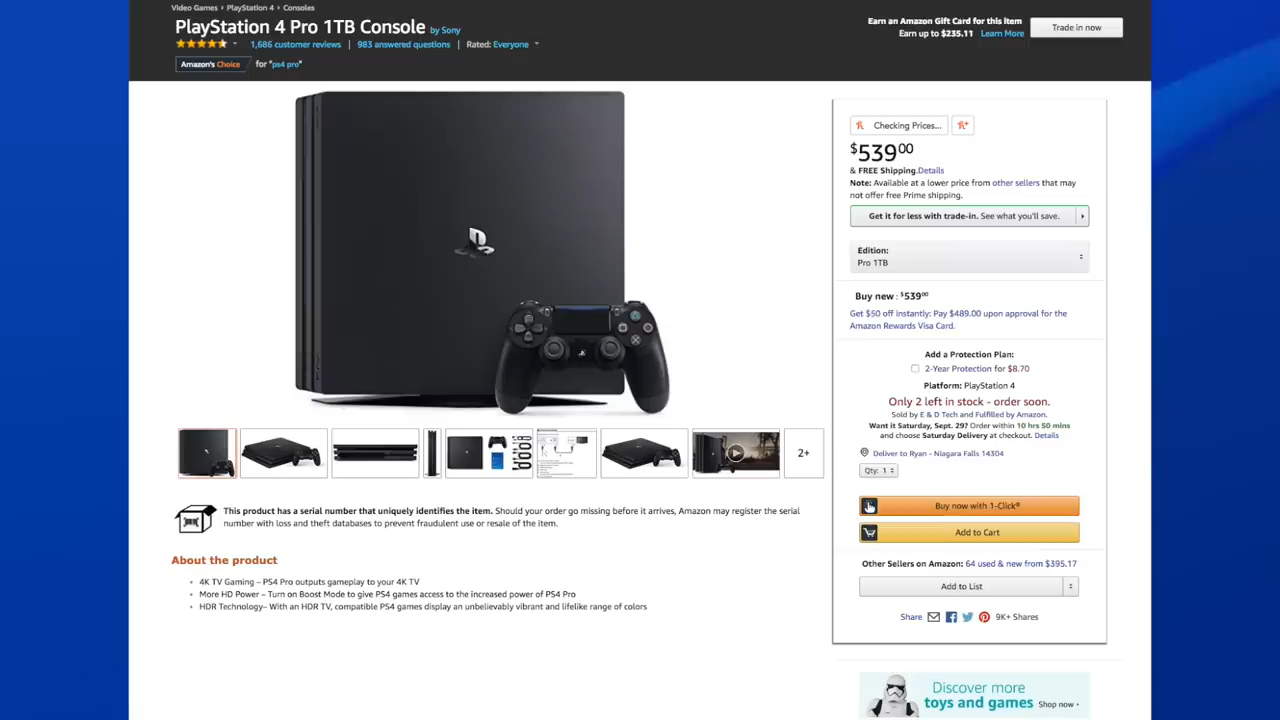 Video Games › PlayStation 4 › Consoles
PlayStation 4 Pro 1TB Console by Sony
1,686 customer reviews | 983 answered questions | Rated: Everyone
Amazon's Choice for "ps4 pro"
Earn an Amazon Gift Card for this item
Earn up to $235.11 Learn More
Trade in now
Checking Prices...
$539.00
& FREE Shipping. Details
Note: Available at a lower price from other sellers that may
not offer free Prime shipping.
Get it for less with trade-in. See what you'll save.
Edition:
Pro 1TB
Buy new : $539.00
Get $50 off instantly: Pay $489.00 upon approval for the
Amazon Rewards Visa Card.
Add a Protection Plan:
2-Year Protection for $8.70
Platform: PlayStation 4
Only 2 left in stock - order soon.
Sold by E & D Tech and Fulfilled by Amazon.
Want it Saturday, Sept. 29? Order within 10 hrs 50 mins
and choose Saturday Delivery at checkout. Details
Deliver to Ryan - Niagara Falls 14304
Qty: 1
Buy now with 1-Click®
Add to Cart
Other Sellers on Amazon: 64 used & new from $395.17
Add to List
Share 9K+ Shares
Discover more
toys and games Shop now ›
2+
This product has a serial number that uniquely identifies the item. Should your order go missing before it arrives, Amazon may register the serial
number with loss and theft databases to prevent fraudulent use or resale of the item.
About the product
• 4K TV Gaming – PS4 Pro outputs gameplay to your 4K TV
• More HD Power – Turn on Boost Mode to give PS4 games access to the increased power of PS4 Pro
• HDR Technology– With an HDR TV, compatible PS4 games display an unbelievably vibrant and lifelike range of colors